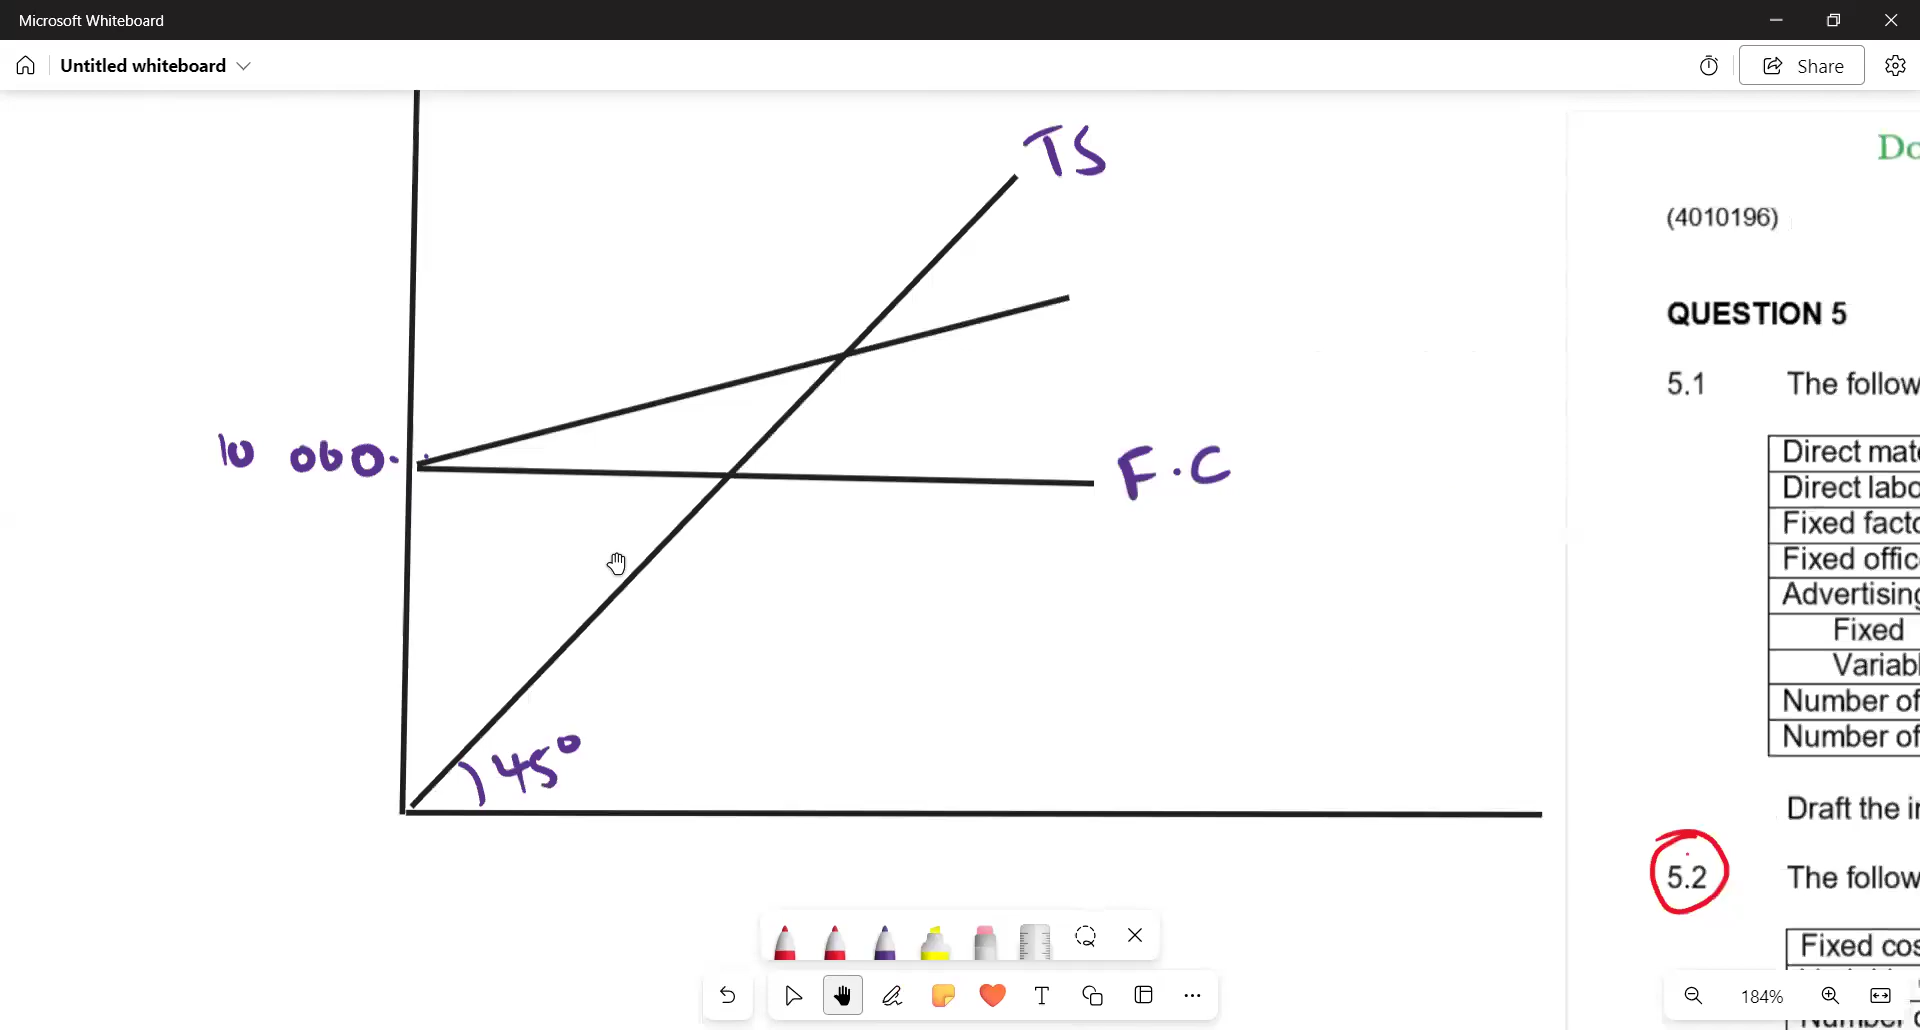 Microsoft Whiteboard
Untitled whiteboard
Share
TS
10 000
F.C
45°
(4010196)
QUESTION 5
5.1 The follow
Direct mate
Direct labo
Fixed facto
Fixed offic
Advertising
Fixed
Variabl
Number of
Number of
Draft the in
5.2 The follow
Fixed cos
184%